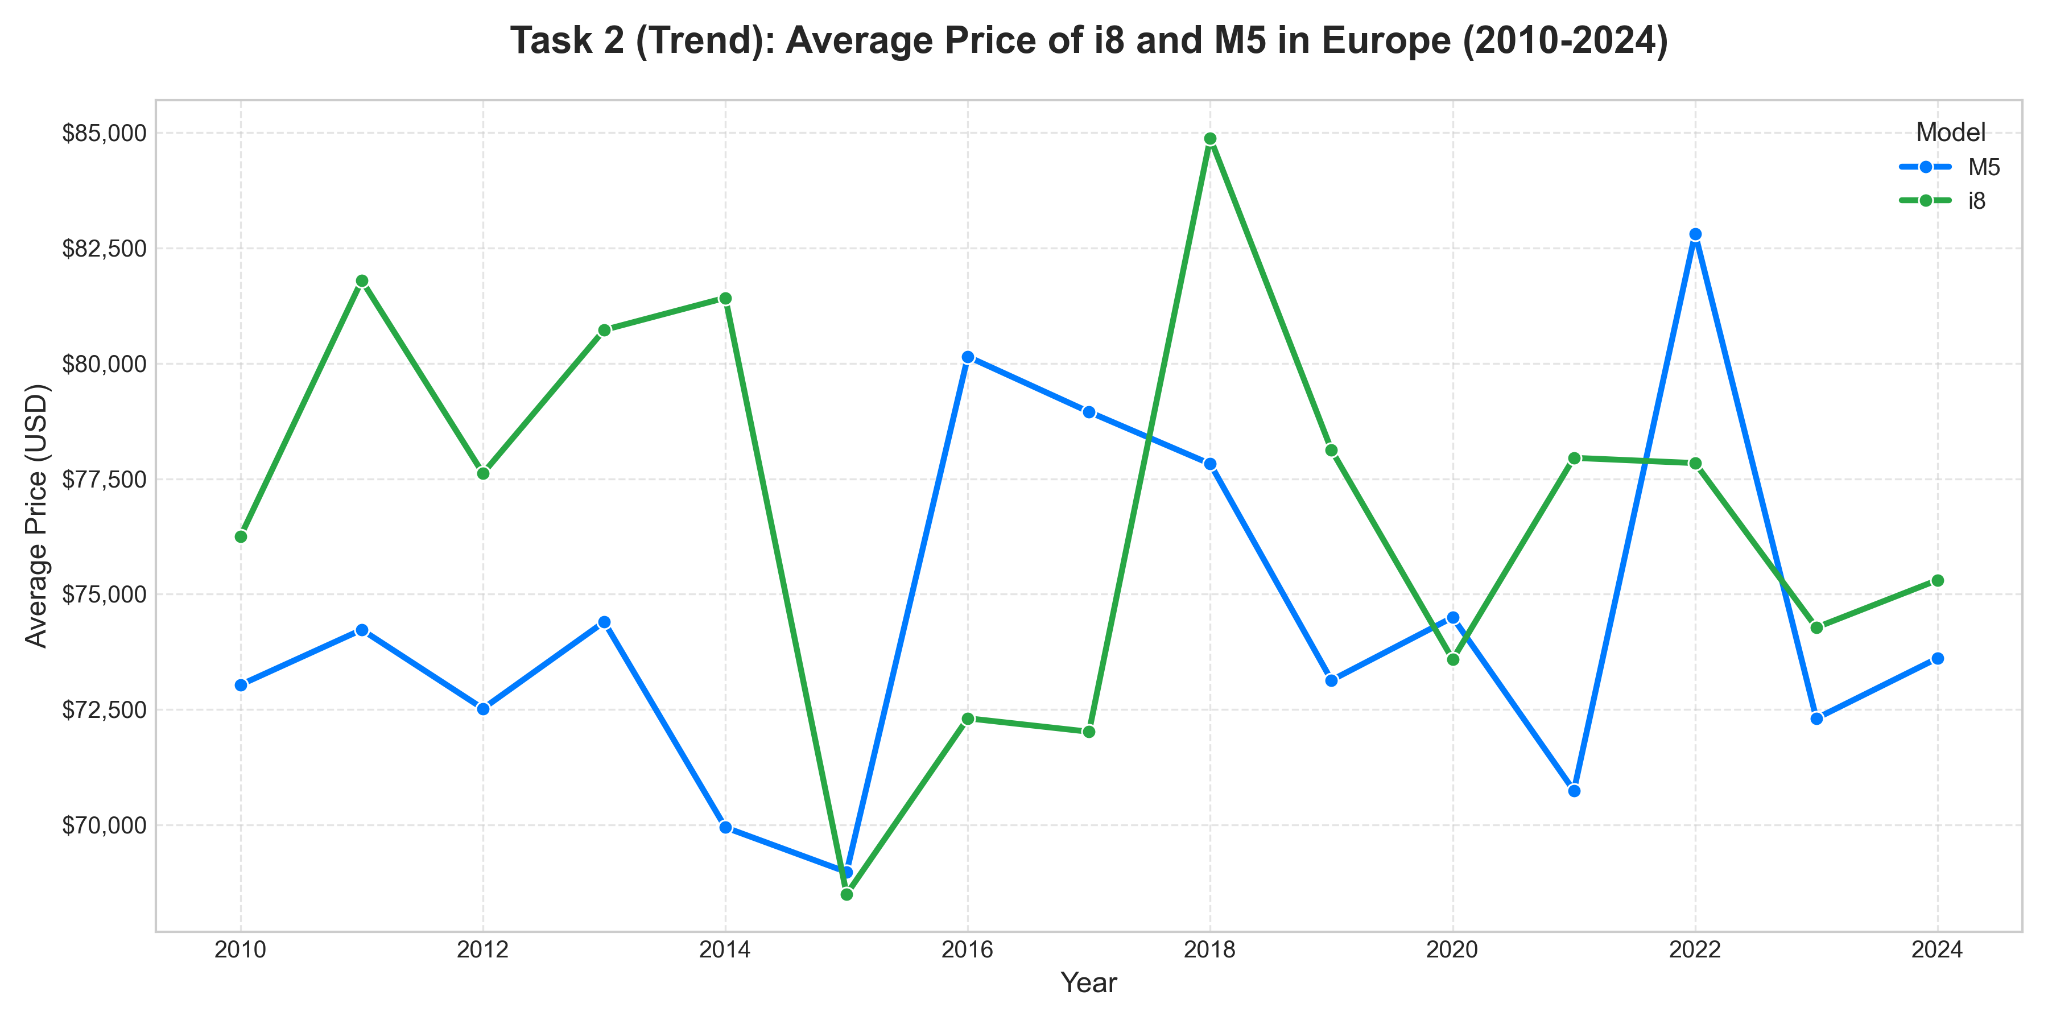 Task 2 (Trend): Average Price of i8 and M5 in Europe (2010-2024)
$85,000
$82,500
$80,000
$77,500
$75,000
$72,500
$70,000
Average Price (USD)
Model
M5
i8
2010
2012
2014
2016
2018
2020
2022
2024
Year